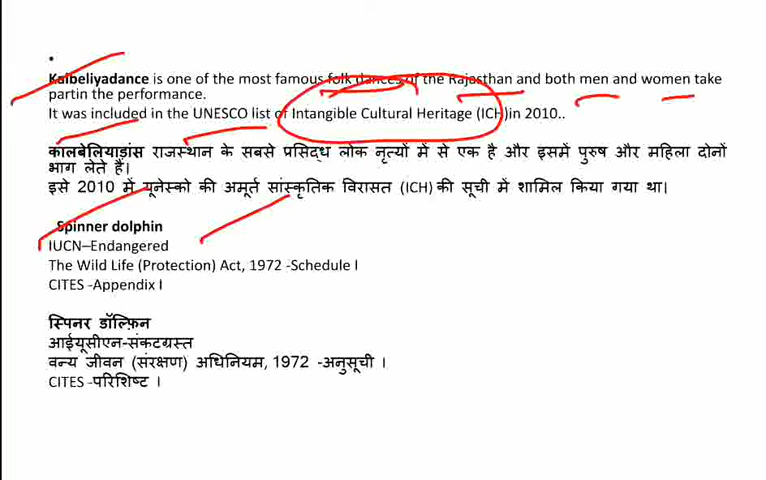 Kalbeliyadance is one of the most famous folk dances of the Rajasthan and both men and women take
partin the performance.
It was included in the UNESCO list of Intangible Cultural Heritage (ICH)in 2010..
कालबेलियाडांस राजस्थान के सबसे प्रसिद्ध लोक नृत्यों में से एक है और इसमें पुरुष और महिला दोनों
भाग लेते हैं।
इसे 2010 में यूनेस्को की अमूर्त सांस्कृतिक विरासत (ICH) की सूची में शामिल किया गया था।
Spinner dolphin
IUCN–Endangered
The Wild Life (Protection) Act, 1972 -Schedule I
CITES -Appendix I
स्पिनर डॉल्फ़िन
आईयूसीएन-संकटग्रस्त
वन्य जीवन (संरक्षण) अधिनियम, 1972 -अनुसूची ।
CITES -परिशिष्ट ।